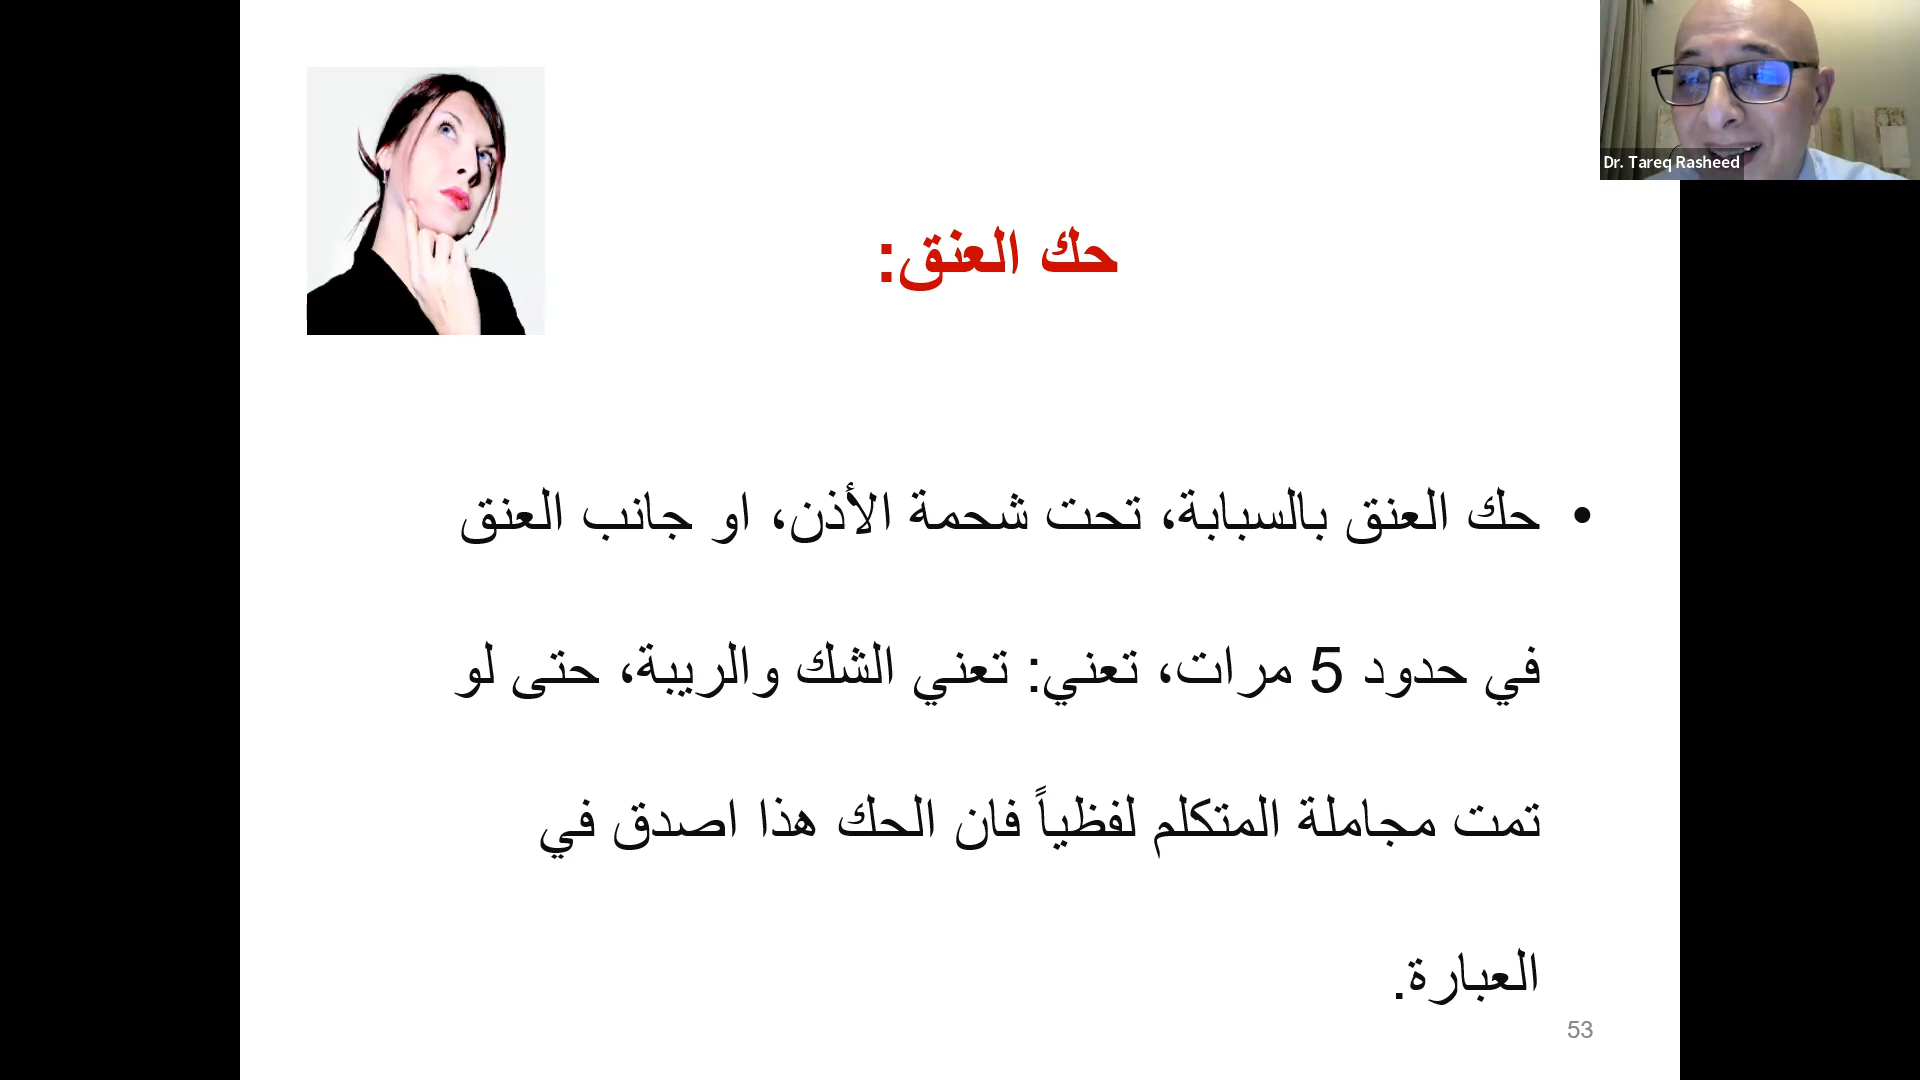 Dr. Tareq Rasheed
حك العنق:
• حك العنق بالسبابة، تحت شحمة الأذن، او جانب العنق
في حدود 5 مرات، تعني: تعني الشك والريبة، حتى لو
تمت مجاملة المتكلم لفظياً فان الحك هذا اصدق في
العبارة.
53